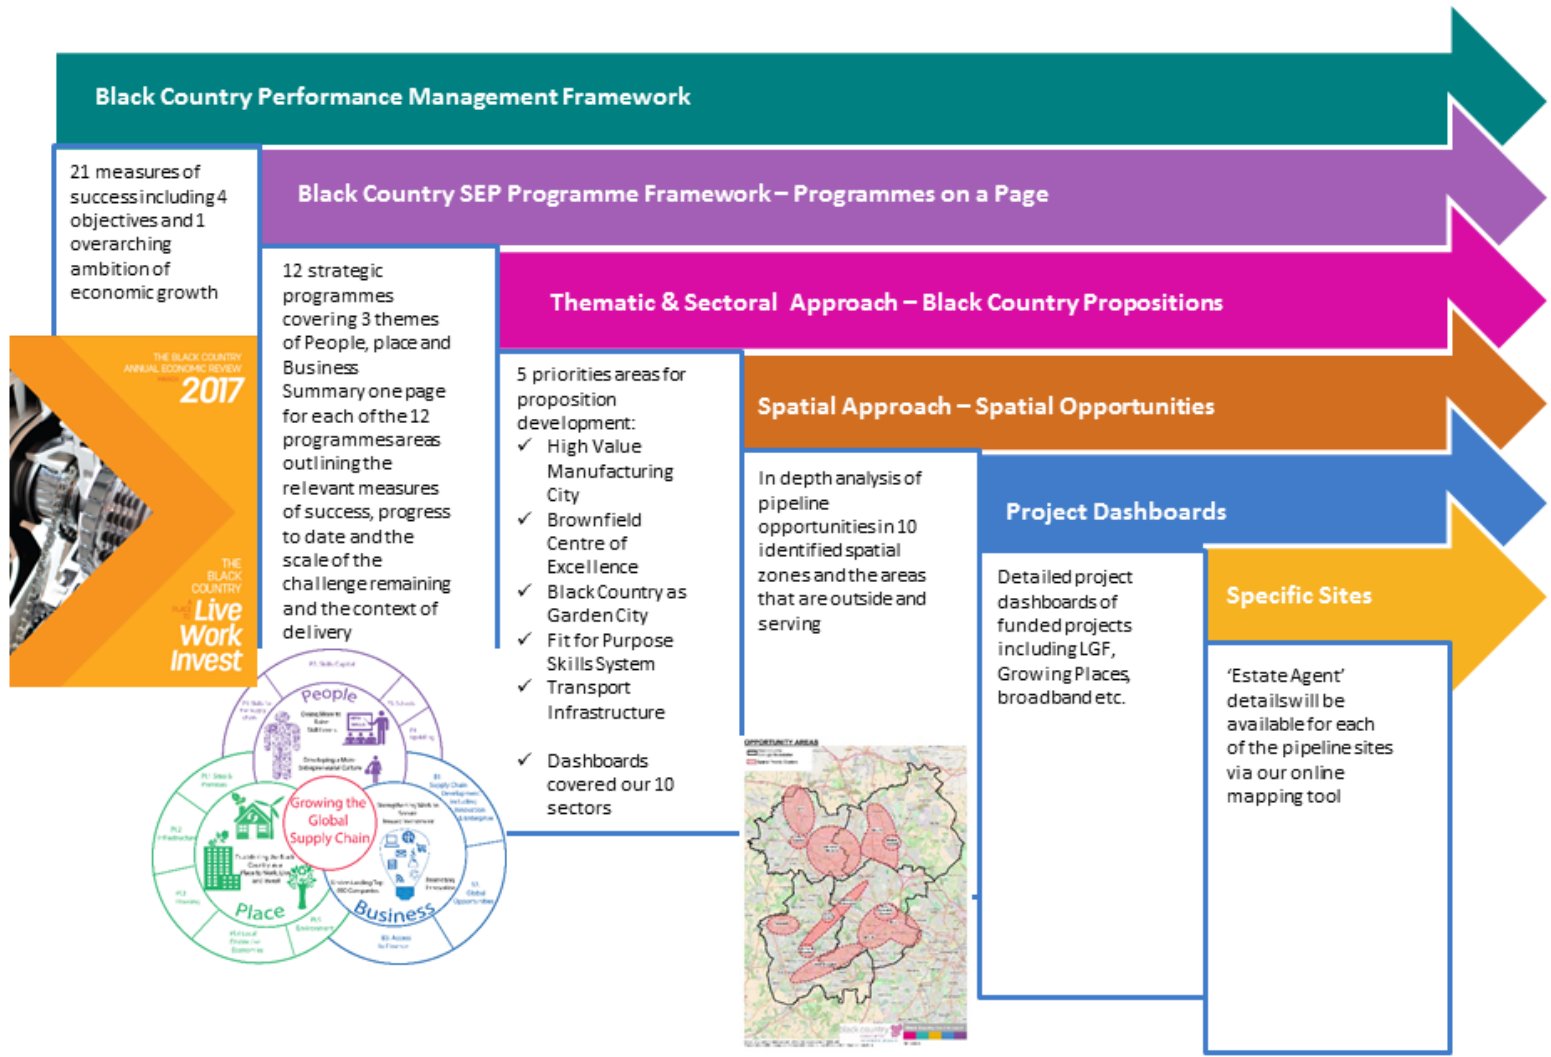 Black Country Performance Management Framework
21 measures of
success including 4
objectives and 1
overarching
ambition of
economic growth
THE BLACK COUNTRY
ANNUAL ECONOMIC REVIEW
2017
THE
BLACK
COUNTRY
Live
Work
Invest
Black Country SEP Programme Framework – Programmes on a Page
12 strategic
programmes
covering 3 themes
of People, place and
Business
Summary one page
for each of the 12
programmes areas
outlining the
relevant measures
of success, progress
to date and the
scale of the
challenge remaining
and the context of
delivery
People
Growing the
Global
Supply Chain
Place
Business
Thematic & Sectoral Approach – Black Country Propositions
5 priorities areas for
proposition
development:
✓ High Value
Manufacturing
City
✓ Brownfield
Centre of
Excellence
✓ Black Country as
Garden City
✓ Fit for Purpose
Skills System
✓ Transport
Infrastructure
✓ Dashboards
covered our 10
sectors
Spatial Approach – Spatial Opportunities
In depth analysis of
pipeline
opportunities in 10
identified spatial
zones and the areas
that are outside and
serving
OPPORTUNITY AREAS
black country
Project Dashboards
Detailed project
dashboards of
funded projects
including LGF,
Growing Places,
broadband etc.
Specific Sites
‘Estate Agent’
details will be
available for each
of the pipeline sites
via our online
mapping tool